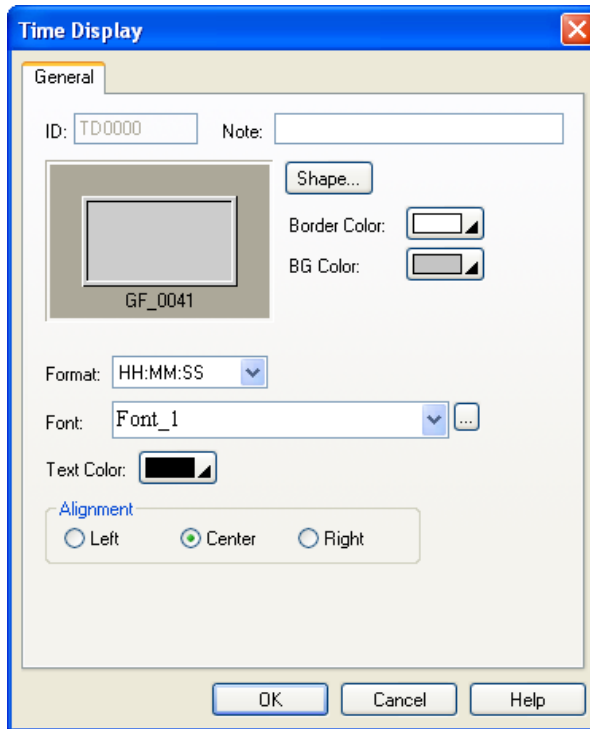 Time Display
General
ID: TD0000 Note:
Shape...
Border Color:
BG Color:
GF_0041
Format: HH:MM:SS
Font: Font_1 ...
Text Color:
Alignment
Left Center Right
OK Cancel Help